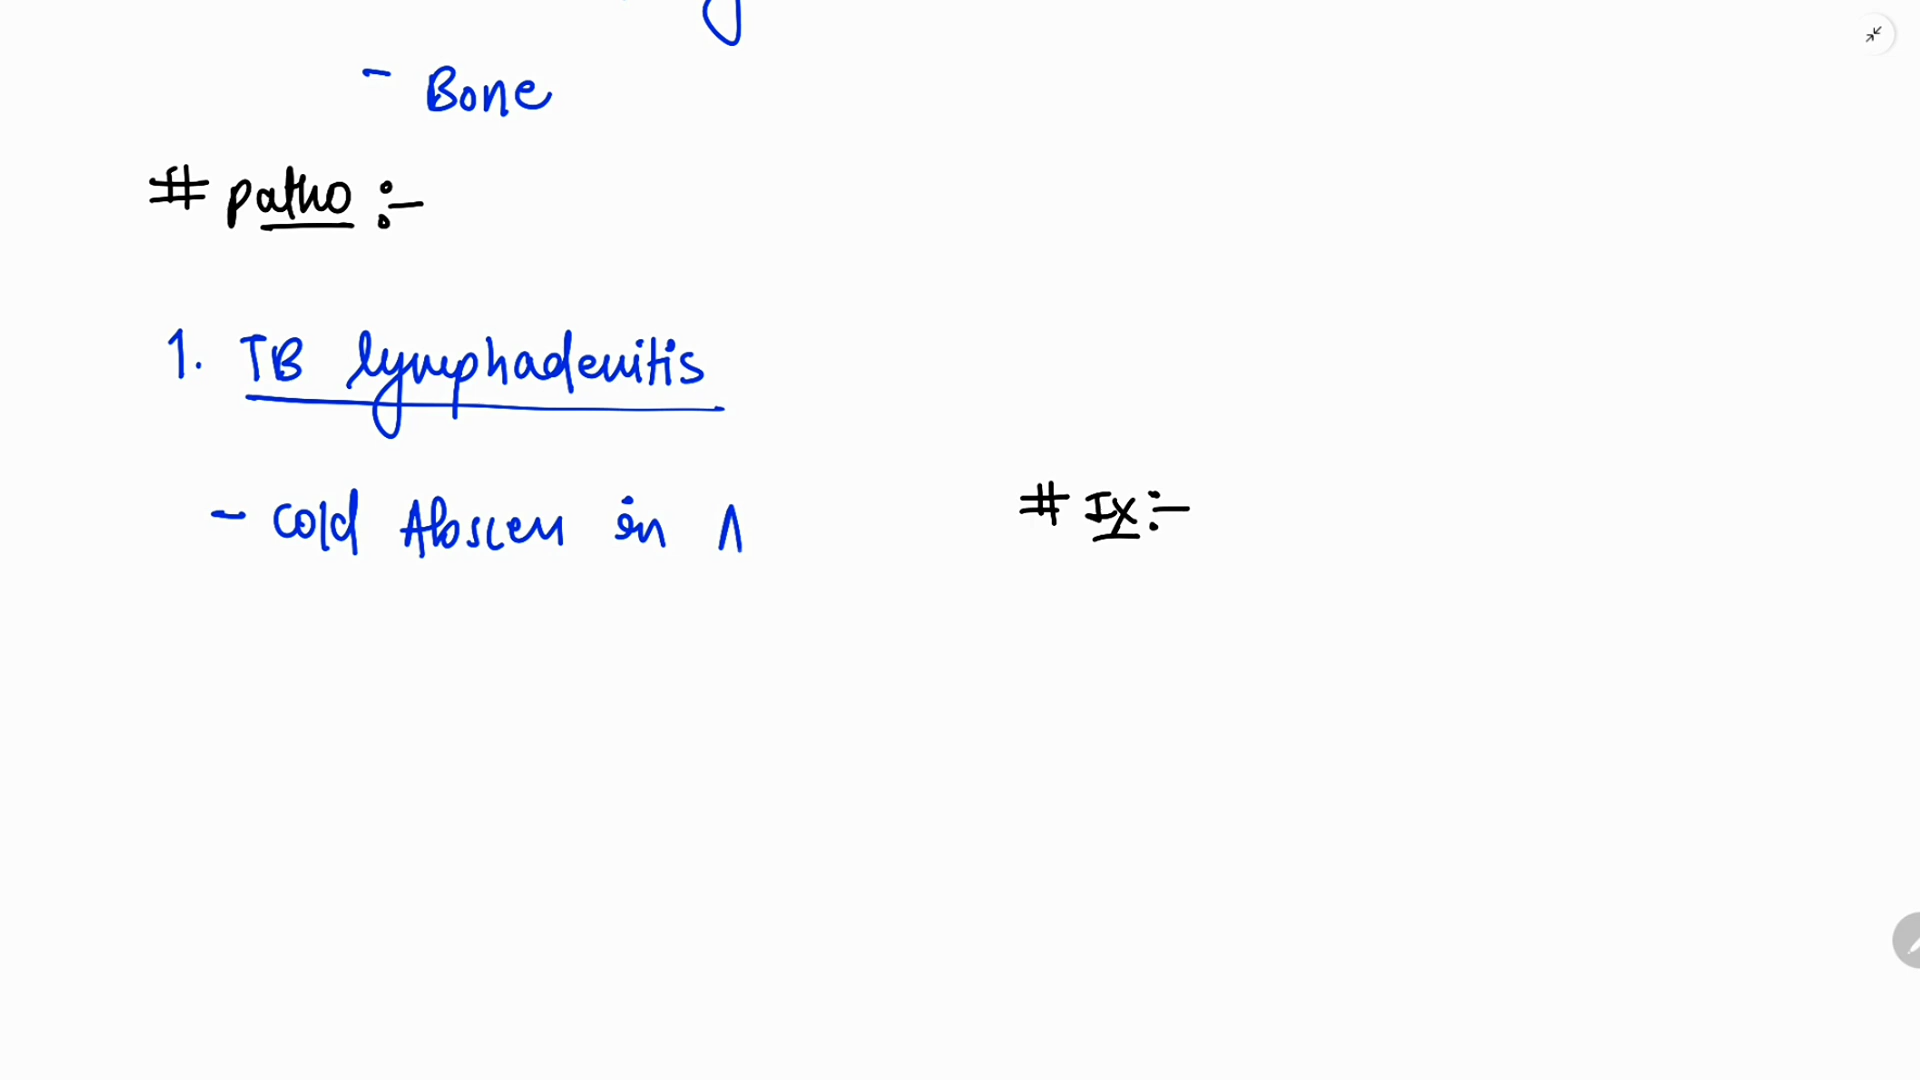 - Bone
# patho :-
1. TB lymphadenitis
- cold Abscess in
# Ix :-